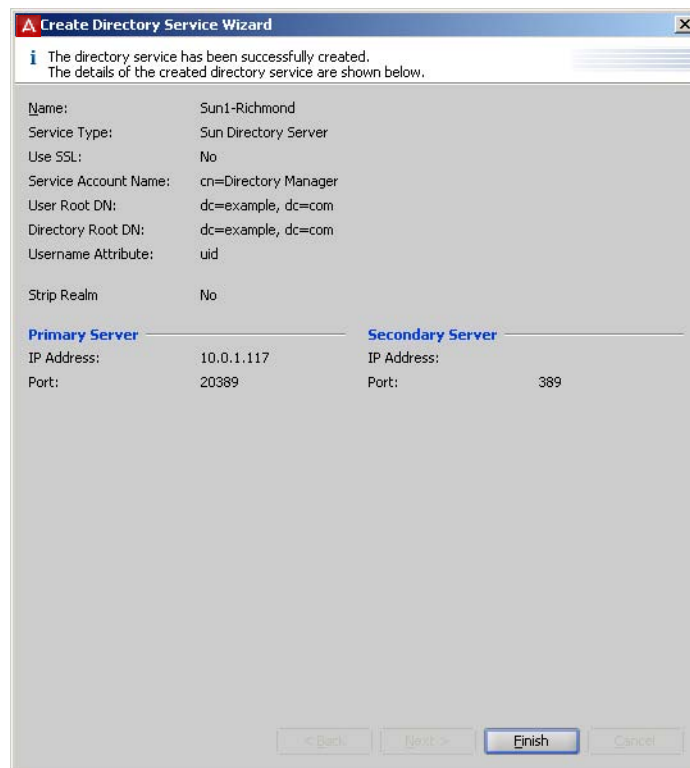 A Create Directory Service Wizard
i The directory service has been successfully created.
The details of the created directory service are shown below.
Name: Sun1-Richmond
Service Type: Sun Directory Server
Use SSL: No
Service Account Name: cn=Directory Manager
User Root DN: dc=example, dc=com
Directory Root DN: dc=example, dc=com
Username Attribute: uid
Strip Realm No
Primary Server Secondary Server
IP Address: 10.0.1.117 IP Address:
Port: 20389 Port: 389
< Back Next > Finish Cancel